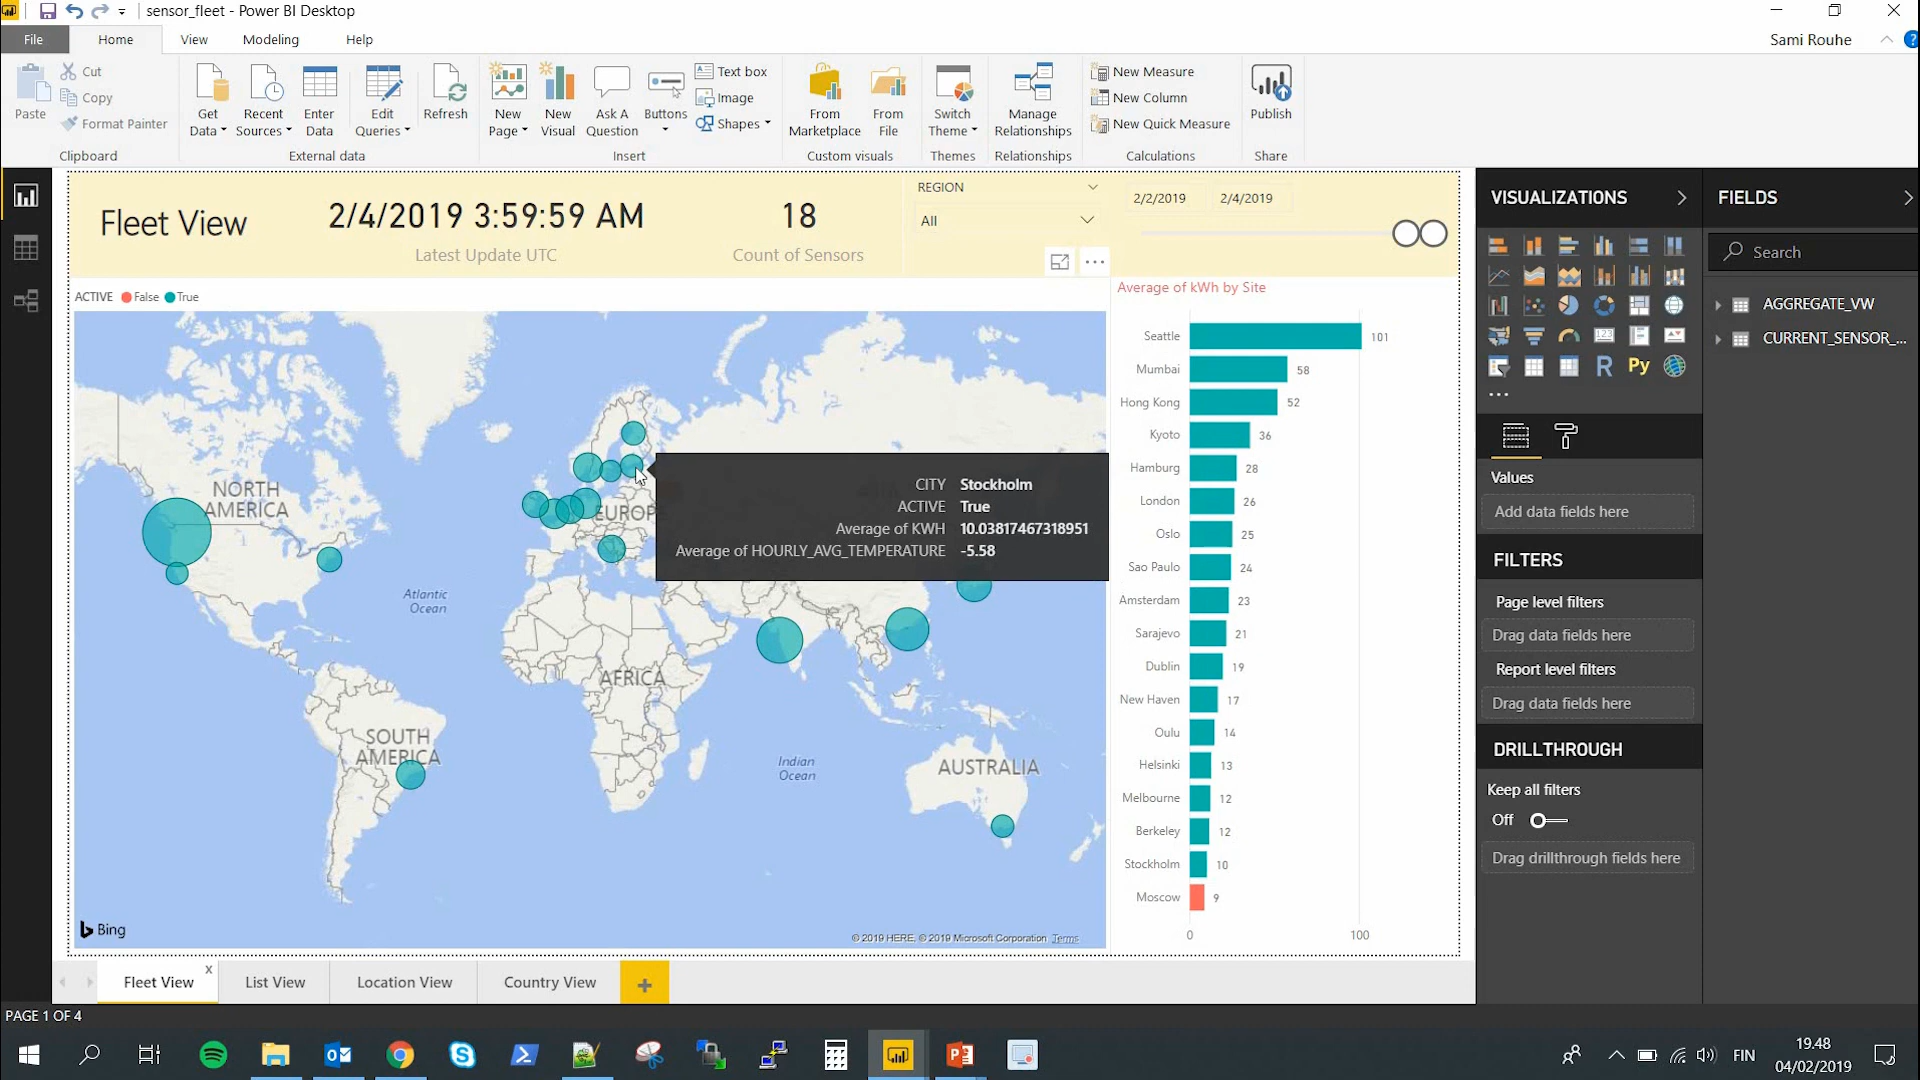 sensor_fleet - Power BI Desktop
File
Home
View
Modeling
Help
Sami Rouhe
Paste
Cut
Copy
Format Painter
Clipboard
Get Data
Recent Sources
Enter Data
Edit Queries
Refresh
External data
New Page
New Visual
Ask A Question
Buttons
Text box
Image
Shapes
Insert
From Marketplace
From File
Custom visuals
Switch Theme
Themes
Manage Relationships
Relationships
New Measure
New Column
New Quick Measure
Calculations
Publish
Share
Fleet View
2/4/2019 3:59:59 AM
Latest Update UTC
18
Count of Sensors
REGION
All
2/2/2019
2/4/2019
ACTIVE False True
NORTH AMERICA
Atlantic Ocean
SOUTH AMERICA
EUROP
AFRICA
Indian Ocean
AUSTRALIA
CITY Stockholm
ACTIVE True
Average of KWH 10.03817467318951
Average of HOURLY_AVG_TEMPERATURE -5.58
Bing
© 2019 HERE, © 2019 Microsoft Corporation Terms
Average of kWh by Site
Seattle 101
Mumbai 58
Hong Kong 52
Kyoto 36
Hamburg 28
London 26
Oslo 25
Sao Paulo 24
Amsterdam 23
Sarajevo 21
Dublin 19
New Haven 17
Oulu 14
Helsinki 13
Melbourne 12
Berkeley 12
Stockholm 10
Moscow 9
0 100
VISUALIZATIONS
R
Py
Values
Add data fields here
FILTERS
Page level filters
Drag data fields here
Report level filters
Drag data fields here
DRILLTHROUGH
Keep all filters
Off
Drag drillthrough fields here
FIELDS
Search
AGGREGATE_VW
CURRENT_SENSOR_...
Fleet View
x
List View
Location View
Country View
PAGE 1 OF 4
FIN
19.48
04/02/2019